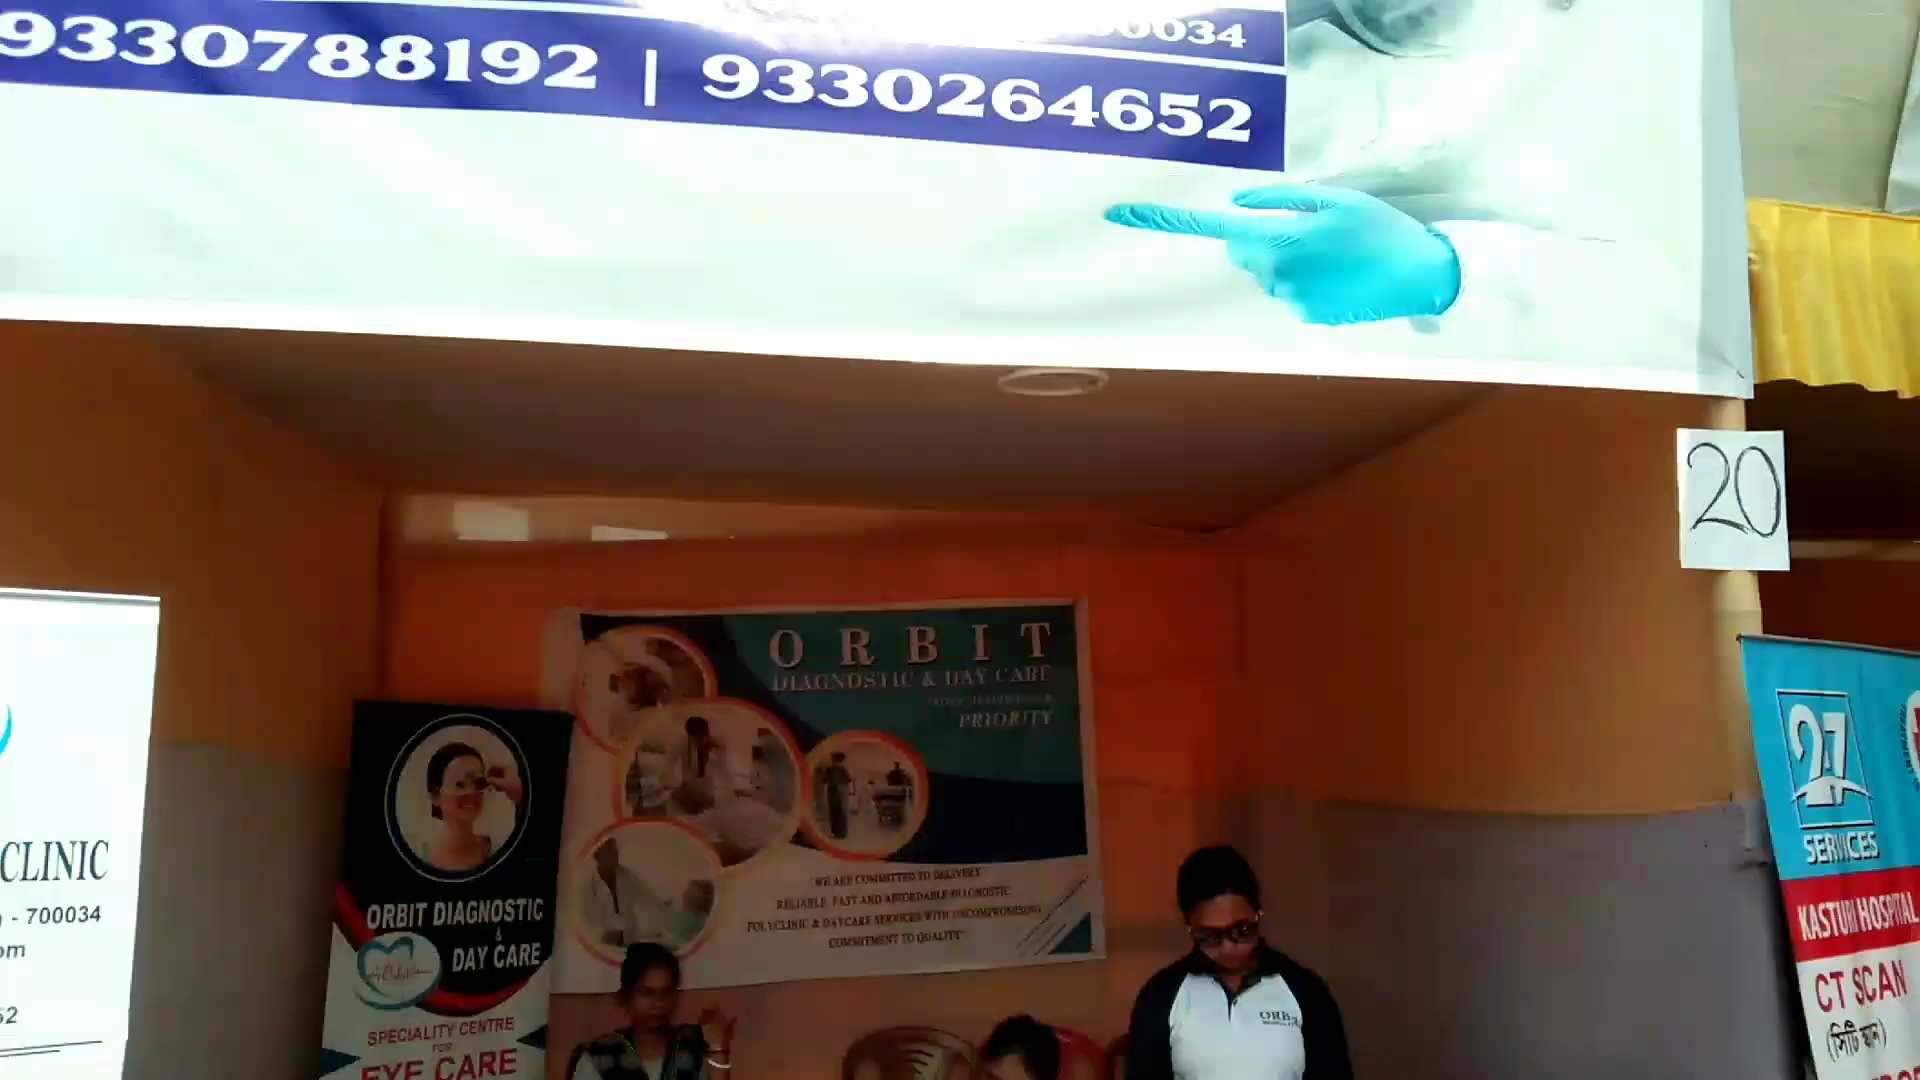 0034
9330788192 | 9330264652
20
ORBIT
DIAGNOSTIC & DAY CARE
PRIORITY
"WE ARE COMMITTED TO DELIVERY
RELIABLE, FAST AND AFFORDABLE DIAGNOSTIC
POLYCLINIC & DAYCARE SERVICES WITH UNCOMPROMISING
COMMITMENT TO QUALITY"
ORBIT DIAGNOSTIC
&
DAY CARE
SPECIALITY CENTRE
FOR
EYE CARE
CLINIC
- 700034
om
52
24
7
SERVICES
KASTURI HOSPITAL
CT SCAN
(সিটি স্ক্যান)